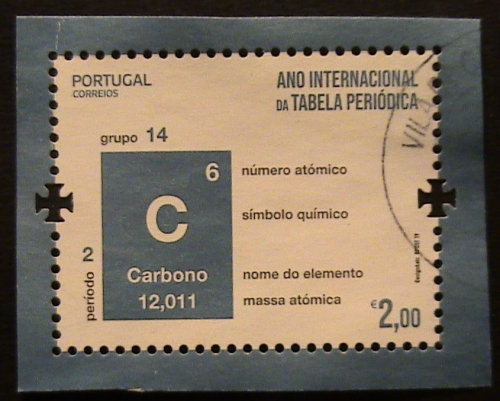 PORTUGAL
CORREIOS
ANO INTERNACIONAL
DA TABELA PERIÓDICA
grupo 14
6
número atómico
C
símbolo químico
período 2
Carbono
nome do elemento
12,011
massa atómica
€2,00